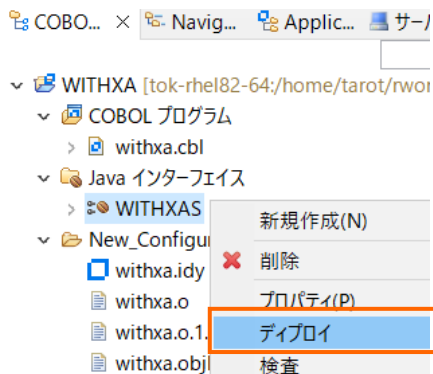 COBO... Navig... Applic... サーバ
WITHXA [tok-rhel82-64:/home/tarot/rwor
COBOL プログラム
withxa.cbl
Java インターフェイス
WITHXAS
新規作成(N)
New_Configu
削除
withxa.idy
withxa.o
プロパティ(P)
withxa.o.1.
ディプロイ
withxa.obj
検査